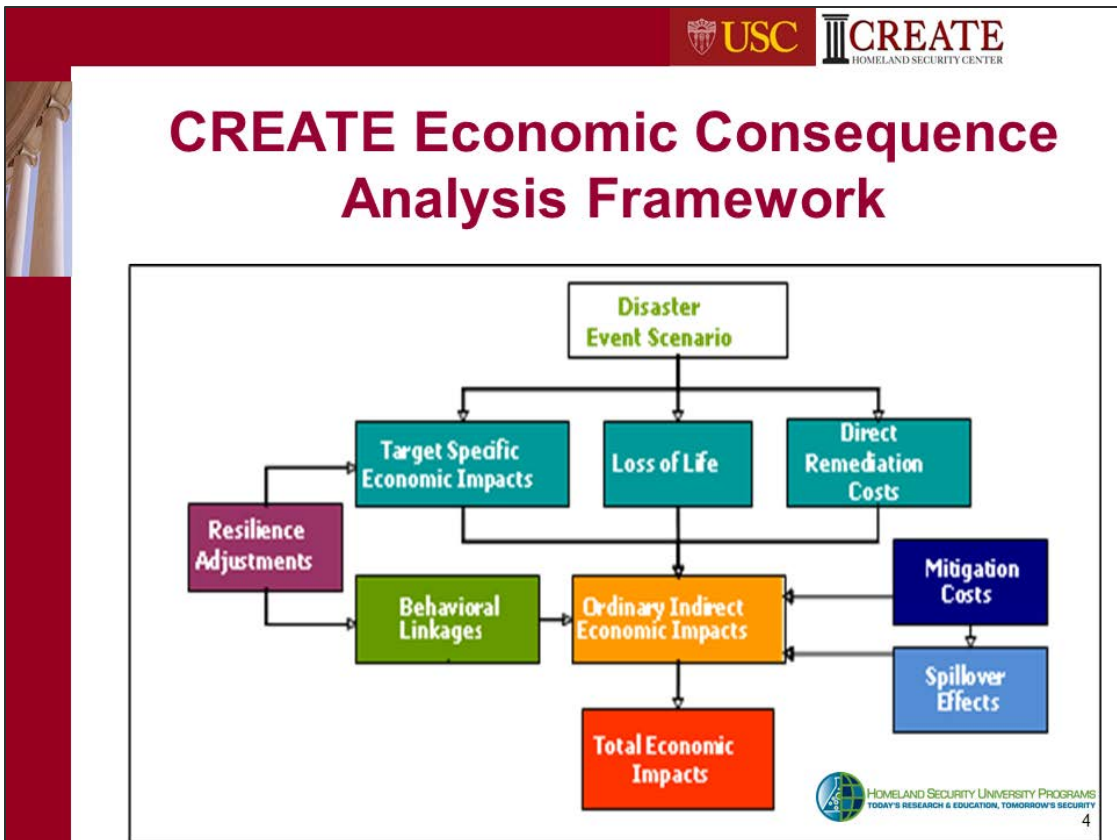 USC
CREATE
HOMELAND SECURITY CENTER
CREATE Economic Consequence
Analysis Framework
Disaster
Event Scenario
Target Specific
Economic Impacts
Loss of Life
Direct
Remediation
Costs
Resilience
Adjustments
Behavioral
Linkages
Ordinary Indirect
Economic Impacts
Mitigation
Costs
Spillover
Effects
Total Economic
Impacts
HOMELAND SECURITY UNIVERSITY PROGRAMS
TODAY'S RESEARCH & EDUCATION, TOMORROW'S SECURITY
4